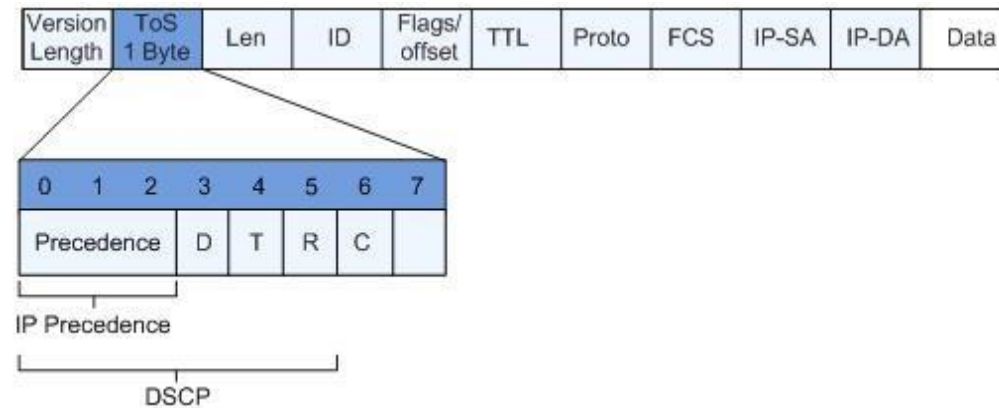 Version Length ToS 1 Byte Len ID Flags/ offset TTL Proto FCS IP-SA IP-DA Data
0 1 2 3 4 5 6 7
Precedence D T R C
IP Precedence
DSCP